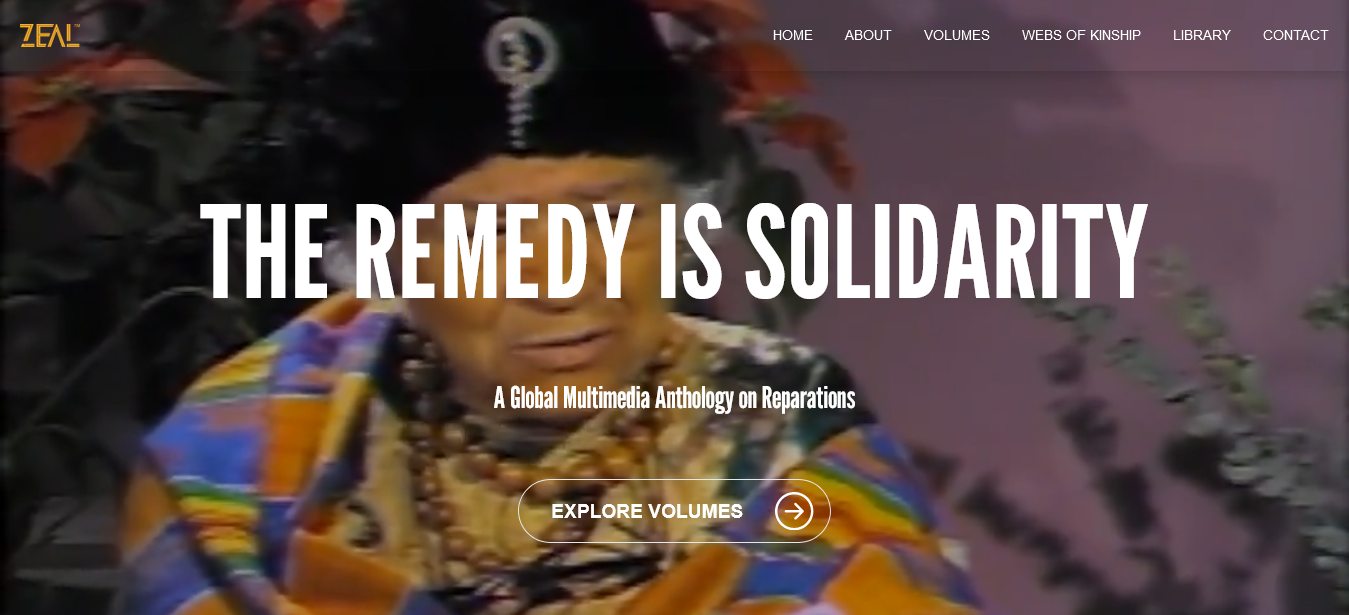 ZEAL™
HOME ABOUT VOLUMES WEBS OF KINSHIP LIBRARY CONTACT
THE REMEDY IS SOLIDARITY
A Global Multimedia Anthology on Reparations
EXPLORE VOLUMES